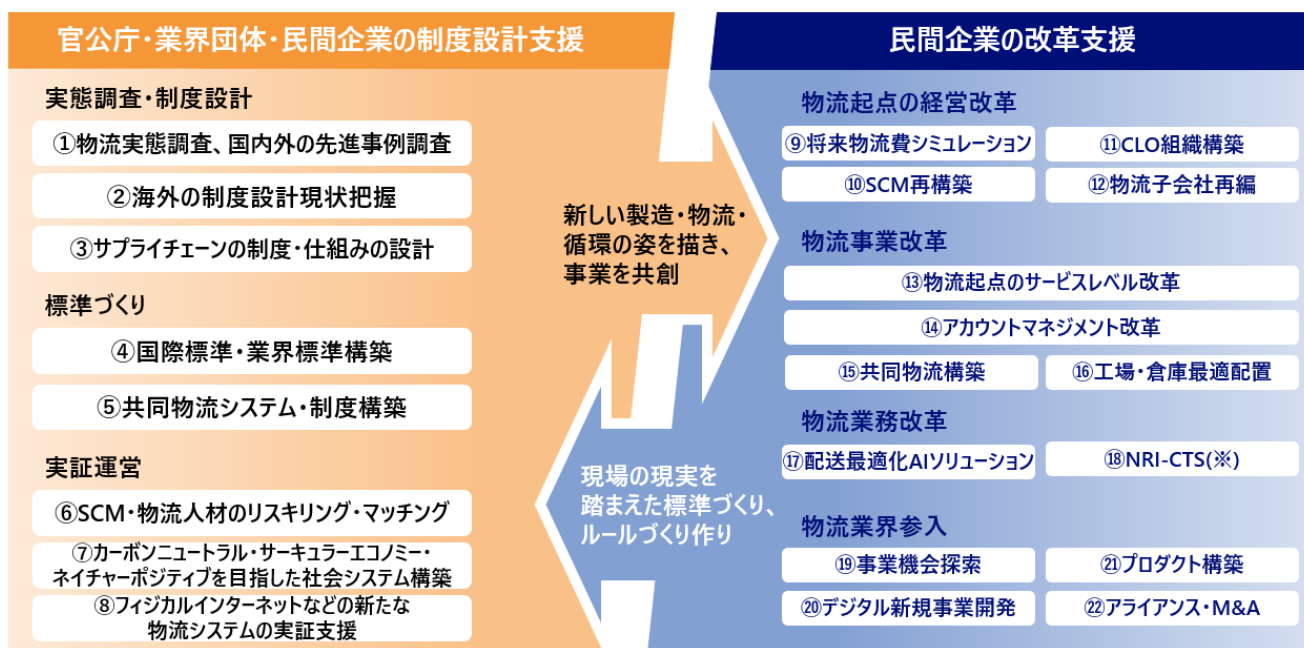 官公庁・業界団体・民間企業の制度設計支援
実態調査・制度設計
①物流実態調査、国内外の先進事例調査
②海外の制度設計現状把握
③サプライチェーンの制度・仕組みの設計
標準づくり
④国際標準・業界標準構築
⑤共同物流システム・制度構築
実証運営
⑥SCM・物流人材のリスキリング・マッチング
⑦カーボンニュートラル・サーキュラーエコノミー・
ネイチャーポジティブを目指した社会システム構築
⑧フィジカルインターネットなどの新たな
物流システムの実証支援
新しい製造・物流・
循環の姿を描き、
事業を共創
現場の現実を
踏まえた標準づくり、
ルールづくり作り
民間企業の改革支援
物流起点の経営改革
⑨将来物流費シミュレーション
⑪CLO組織構築
⑩SCM再構築
⑫物流子会社再編
物流事業改革
⑬物流起点のサービスレベル改革
⑭アカウントマネジメント改革
⑮共同物流構築
⑯工場・倉庫最適配置
物流業務改革
⑰配送最適化AIソリューション
⑱NRI-CTS(※)
物流業界参入
⑲事業機会探索
㉑プロダクト構築
⑳デジタル新規事業開発
㉒アライアンス・M&A